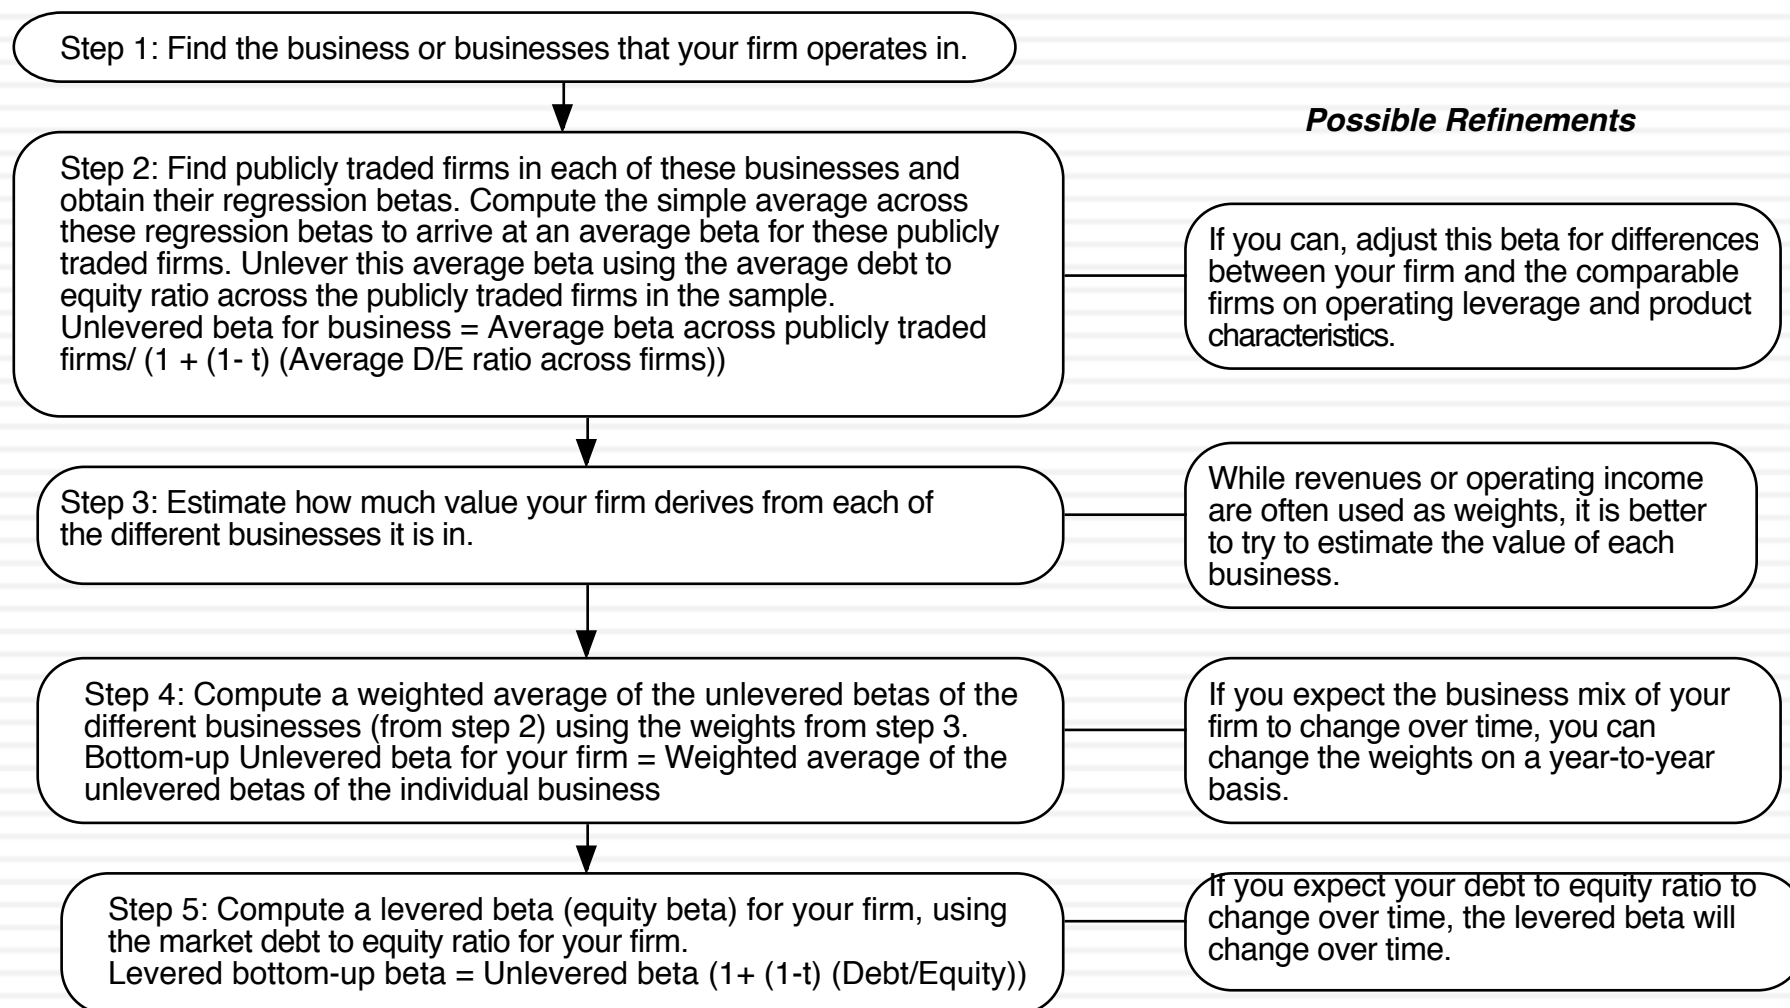 Step 1: Find the business or businesses that your firm operates in.
Possible Refinements
Step 2: Find publicly traded firms in each of these businesses and
obtain their regression betas. Compute the simple average across
these regression betas to arrive at an average beta for these publicly
traded firms. Unlever this average beta using the average debt to
equity ratio across the publicly traded firms in the sample.
Unlevered beta for business = Average beta across publicly traded
firms/ (1 + (1- t) (Average D/E ratio across firms))
If you can, adjust this beta for differences
between your firm and the comparable
firms on operating leverage and product
characteristics.
Step 3: Estimate how much value your firm derives from each of
the different businesses it is in.
While revenues or operating income
are often used as weights, it is better
to try to estimate the value of each
business.
Step 4: Compute a weighted average of the unlevered betas of the
different businesses (from step 2) using the weights from step 3.
Bottom-up Unlevered beta for your firm = Weighted average of the
unlevered betas of the individual business
If you expect the business mix of your
firm to change over time, you can
change the weights on a year-to-year
basis.
Step 5: Compute a levered beta (equity beta) for your firm, using
the market debt to equity ratio for your firm.
Levered bottom-up beta = Unlevered beta (1+ (1-t) (Debt/Equity))
If you expect your debt to equity ratio to
change over time, the levered beta will
change over time.